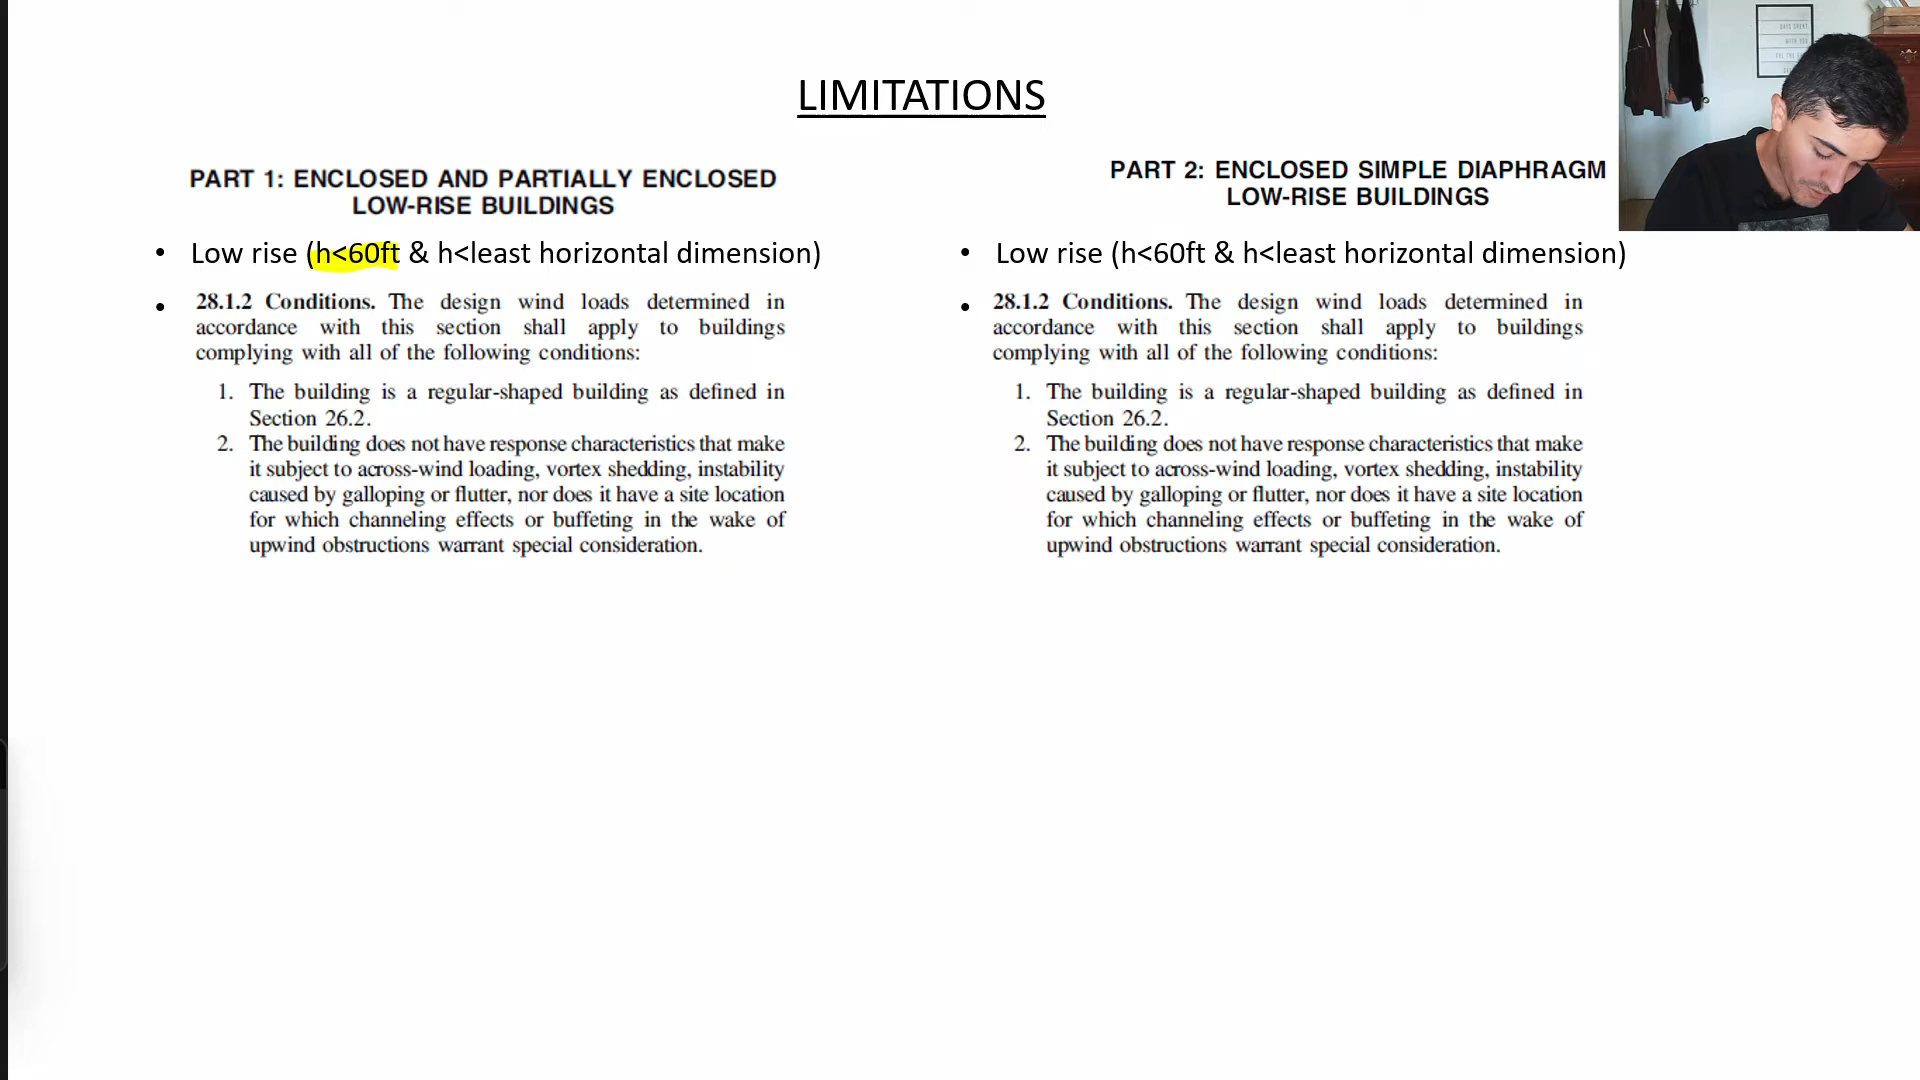 LIMITATIONS
PART 1: ENCLOSED AND PARTIALLY ENCLOSED
LOW-RISE BUILDINGS
• Low rise (h<60ft & h<least horizontal dimension)
• 28.1.2 Conditions. The design wind loads determined in
accordance with this section shall apply to buildings
complying with all of the following conditions:
1. The building is a regular-shaped building as defined in
Section 26.2.
2. The building does not have response characteristics that make
it subject to across-wind loading, vortex shedding, instability
caused by galloping or flutter, nor does it have a site location
for which channeling effects or buffeting in the wake of
upwind obstructions warrant special consideration.
PART 2: ENCLOSED SIMPLE DIAPHRAGM
LOW-RISE BUILDINGS
• Low rise (h<60ft & h<least horizontal dimension)
• 28.1.2 Conditions. The design wind loads determined in
accordance with this section shall apply to buildings
complying with all of the following conditions:
1. The building is a regular-shaped building as defined in
Section 26.2.
2. The building does not have response characteristics that make
it subject to across-wind loading, vortex shedding, instability
caused by galloping or flutter, nor does it have a site location
for which channeling effects or buffeting in the wake of
upwind obstructions warrant special consideration.